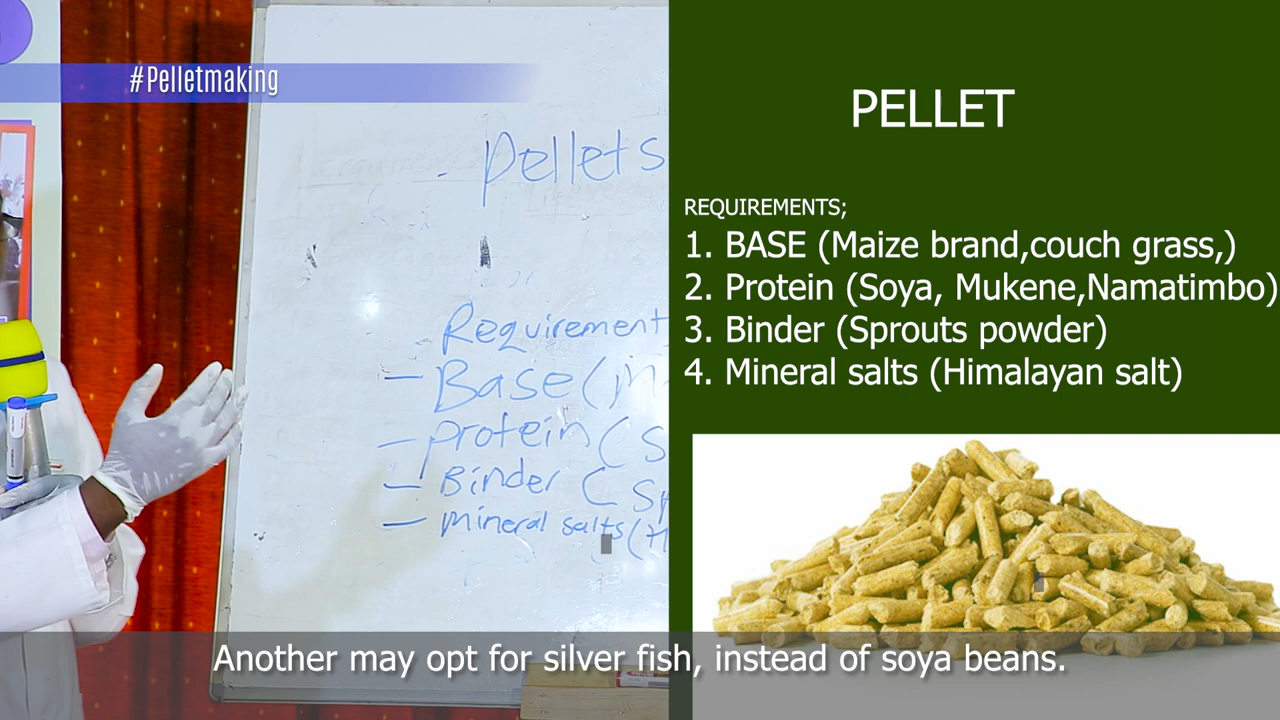 #Pelletmaking
Pellets
Requirement
- Base (M
- protein (S
- Binder ( Sp
- mineral salts (H
PELLET
REQUIREMENTS;
1. BASE (Maize brand,couch grass,)
2. Protein (Soya, Mukene,Namatimbo)
3. Binder (Sprouts powder)
4. Mineral salts (Himalayan salt)
Another may opt for silver fish, instead of soya beans.